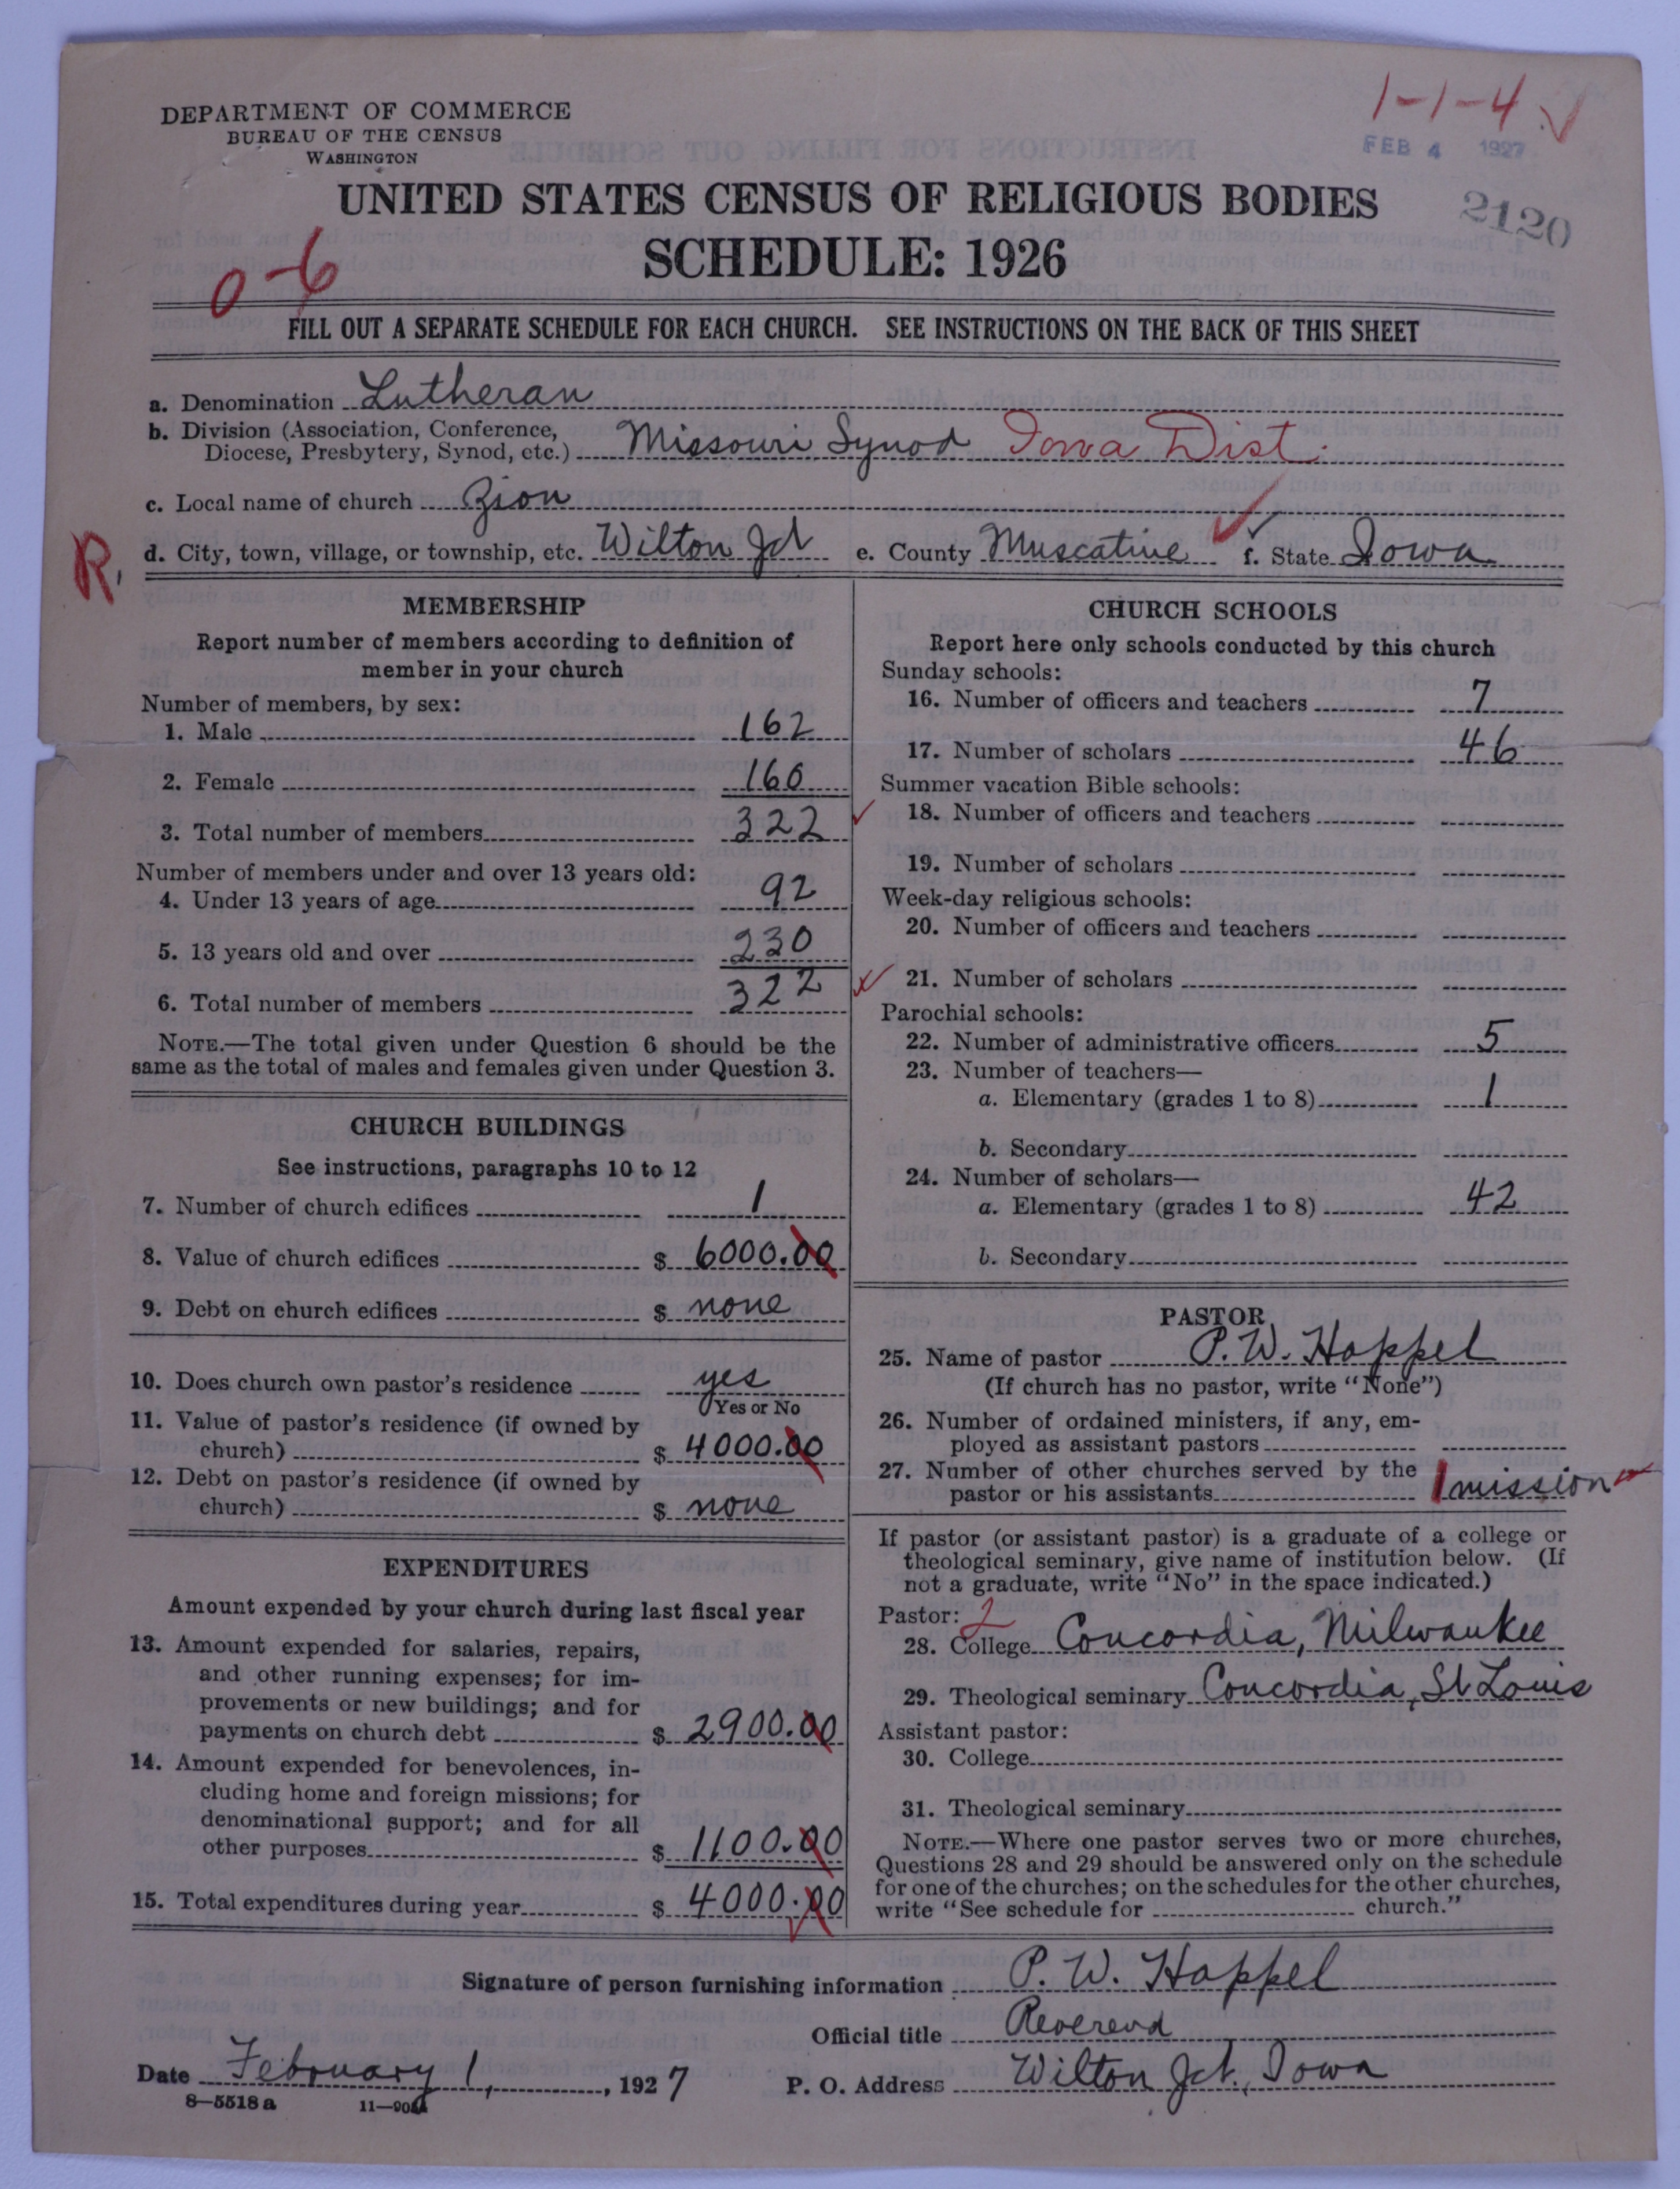 1-1-4
DEPARTMENT OF COMMERCE
BUREAU OF THE CENSUS
WASHINGTON
FEB 4 1927
UNITED STATES CENSUS OF RELIGIOUS BODIES
2120
SCHEDULE: 1926
0-6
FILL OUT A SEPARATE SCHEDULE FOR EACH CHURCH. SEE INSTRUCTIONS ON THE BACK OF THIS SHEET
a. Denomination Lutheran
b. Division (Association, Conference, Diocese, Presbytery, Synod, etc.) Missouri Synod Iowa Dist.
c. Local name of church Zion
R. d. City, town, village, or township, etc. Wilton Jct e. County Muscatine f. State Iowa
MEMBERSHIP
Report number of members according to definition of
member in your church
Number of members, by sex:
1. Male 162
2. Female 160
3. Total number of members 322
Number of members under and over 13 years old:
4. Under 13 years of age 92
5. 13 years old and over 230
6. Total number of members 322
NOTE.—The total given under Question 6 should be the
same as the total of males and females given under Question 3.
CHURCH BUILDINGS
See instructions, paragraphs 10 to 12
7. Number of church edifices 1
8. Value of church edifices $ 6000.00
9. Debt on church edifices $ none
10. Does church own pastor's residence yes
Yes or No
11. Value of pastor's residence (if owned by
church) $ 4000.00
12. Debt on pastor's residence (if owned by
church) $ none
EXPENDITURES
Amount expended by your church during last fiscal year
13. Amount expended for salaries, repairs,
and other running expenses; for im-
provements or new buildings; and for
payments on church debt $ 2900.00
14. Amount expended for benevolences, in-
cluding home and foreign missions; for
denominational support; and for all
other purposes $ 1100.00
15. Total expenditures during year $ 4000.00
CHURCH SCHOOLS
Report here only schools conducted by this church
Sunday schools:
16. Number of officers and teachers 7
17. Number of scholars 46
Summer vacation Bible schools:
18. Number of officers and teachers
19. Number of scholars
Week-day religious schools:
20. Number of officers and teachers
21. Number of scholars
Parochial schools:
22. Number of administrative officers 5
23. Number of teachers—
a. Elementary (grades 1 to 8) 1
b. Secondary
24. Number of scholars—
a. Elementary (grades 1 to 8) 42
b. Secondary
PASTOR
25. Name of pastor P. W. Happel
(If church has no pastor, write "None")
26. Number of ordained ministers, if any, em-
ployed as assistant pastors
27. Number of other churches served by the
pastor or his assistants 1 mission
If pastor (or assistant pastor) is a graduate of a college or
theological seminary, give name of institution below. (If
not a graduate, write "No" in the space indicated.)
Pastor: 2
28. College Concordia, Milwaukee
29. Theological seminary Concordia, St Louis
Assistant pastor:
30. College
31. Theological seminary
NOTE.—Where one pastor serves two or more churches,
Questions 28 and 29 should be answered only on the schedule
for one of the churches; on the schedules for the other churches,
write "See schedule for church."
Signature of person furnishing information P. W. Happel
Official title Reverend
Date February 1, 1927 P. O. Address Wilton Jct., Iowa
8-5518 a